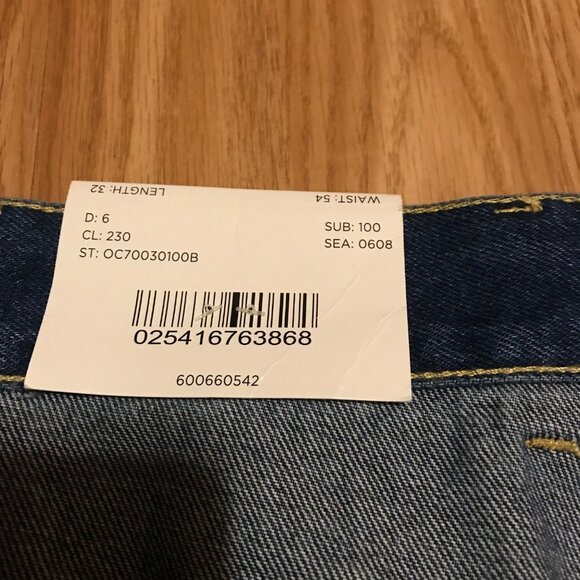 LENGTH: 32 WAIST: 54
D: 6 SUB: 100
CL: 230 SEA: 0608
ST: OC70030100B
025416763868
600660542